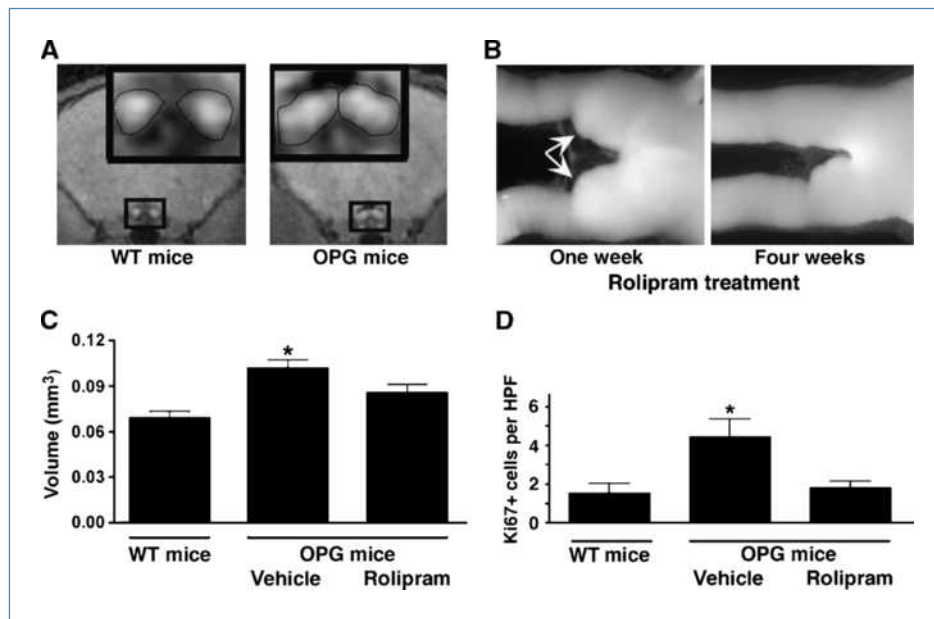 A
B
WT mice
OPG mice
One week
Four weeks
Rolipram treatment
C
0.12
0.09
0.06
0.03
0.00
Volume (mm³)
*
WT mice
OPG mice
Vehicle
Rolipram
D
6
4
2
0
Ki67+ cells per HPF
*
WT mice
OPG mice
Vehicle
Rolipram